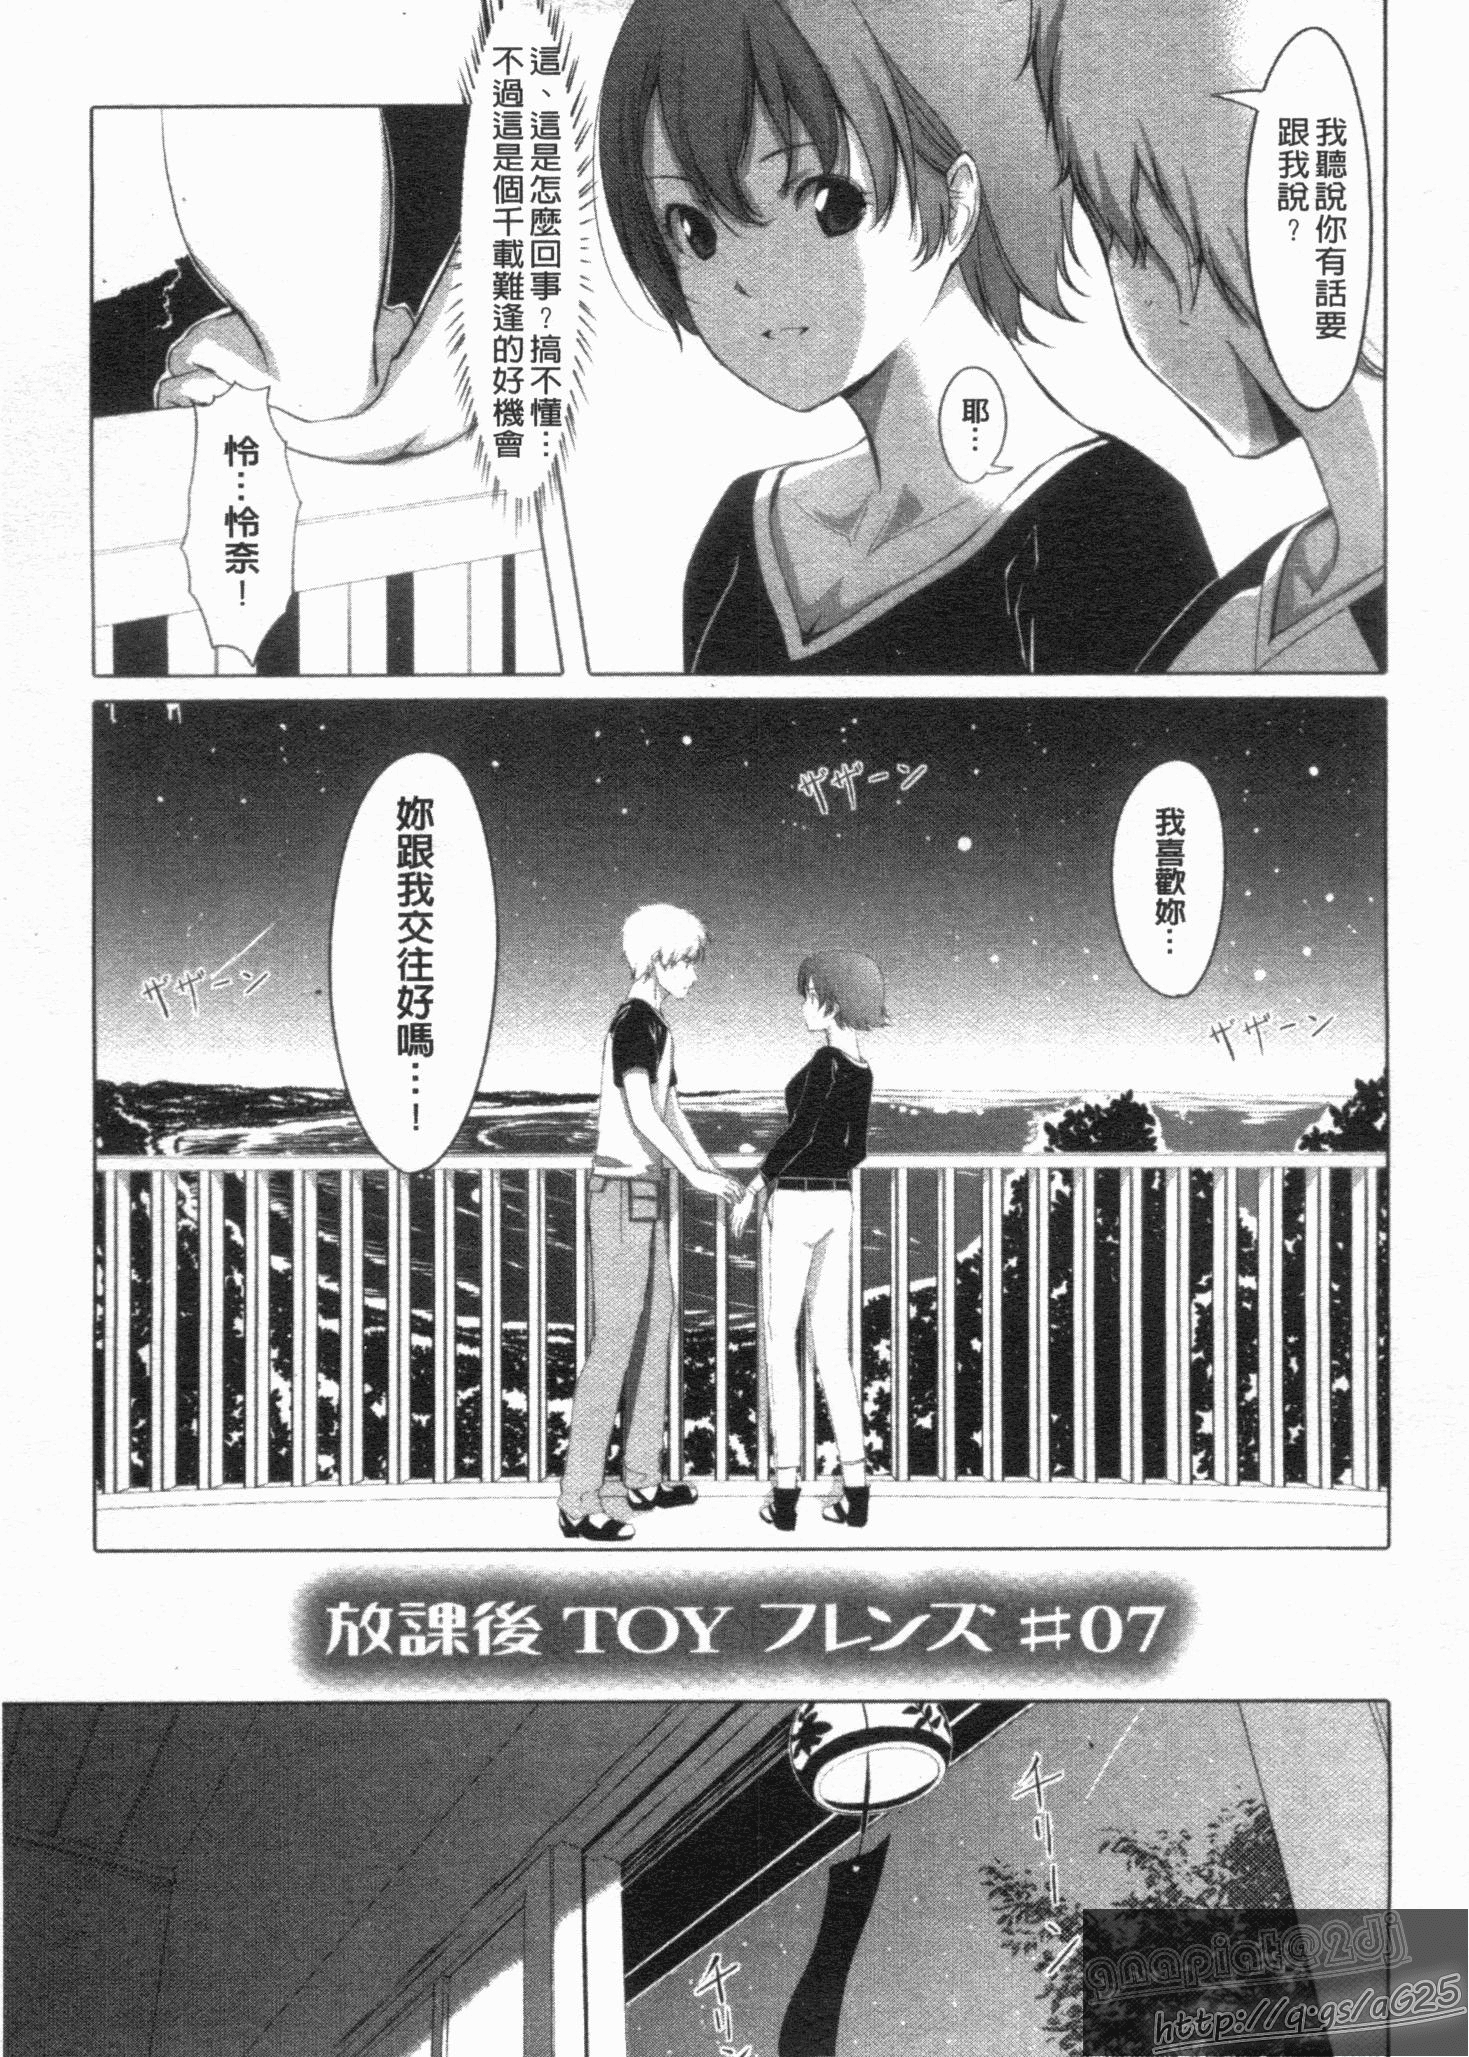 我聽說你有話要
跟我說？
耶…
這、這是怎麼回事？搞不懂…
不過這是個千載難逢的好機會
怜…怜奈！
ザザーン
我喜歡妳…
妳跟我交往好嗎…！
ザザーン
ザザーン
放課後 TOY フレンズ #07
チリーン
チリーン
gnapiat@2dj
http://q.gs/aG25